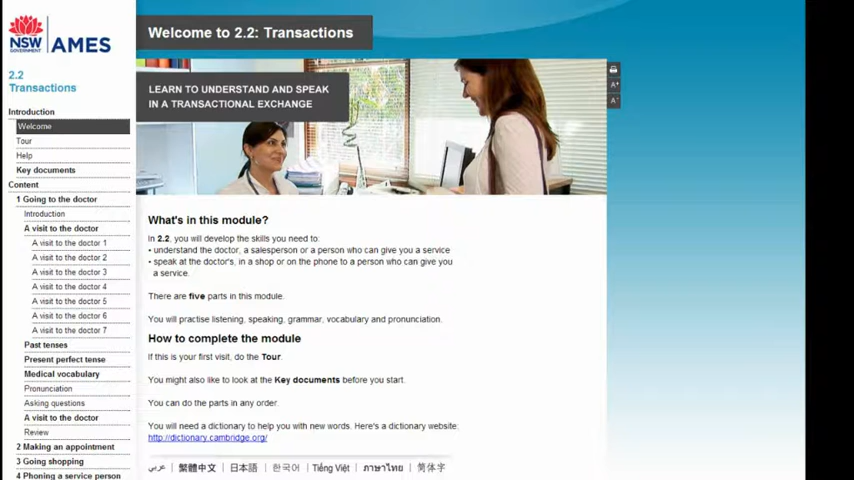 NSW
GOVERNMENT
AMES
2.2
Transactions
Introduction
Welcome
Tour
Help
Key documents
Content
1 Going to the doctor
Introduction
A visit to the doctor
A visit to the doctor 1
A visit to the doctor 2
A visit to the doctor 3
A visit to the doctor 4
A visit to the doctor 5
A visit to the doctor 6
A visit to the doctor 7
Past tenses
Present perfect tense
Medical vocabulary
Pronunciation
Asking questions
A visit to the doctor
Review
2 Making an appointment
3 Going shopping
4 Phoning a service person
Welcome to 2.2: Transactions
LEARN TO UNDERSTAND AND SPEAK
IN A TRANSACTIONAL EXCHANGE
A+
A-
What's in this module?
In 2.2, you will develop the skills you need to:
• understand the doctor, a salesperson or a person who can give you a service
• speak at the doctor's, in a shop or on the phone to a person who can give you
a service.
There are five parts in this module.
You will practise listening, speaking, grammar, vocabulary and pronunciation.
How to complete the module
If this is your first visit, do the Tour.
You might also like to look at the Key documents before you start.
You can do the parts in any order.
You will need a dictionary to help you with new words. Here's a dictionary website:
http://dictionary.cambridge.org/
عربي | 繁體中文 | 日本語 | 한국어 | Tiếng Việt | ภาษาไทย | 简体字